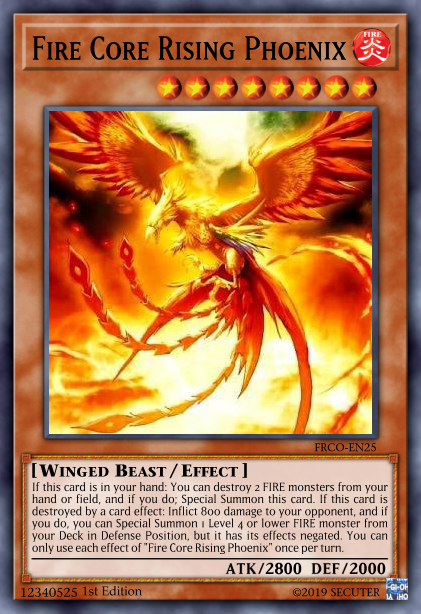 FIRE CORE RISING PHOENIX
FIRE
炎
FRCO-EN25
[WINGED BEAST/EFFECT]
If this card is in your hand: You can destroy 2 FIRE monsters from your
hand or field, and if you do; Special Summon this card. If this card is
destroyed by a card effect: Inflict 800 damage to your opponent, and if
you do, you can Special Summon 1 Level 4 or lower FIRE monster from
your Deck in Defense Position, but it has its effects negated. You can
only use each effect of "Fire Core Rising Phoenix" once per turn.
ATK/2800 DEF/2000
12340525 1st Edition
©2019 SECUTER